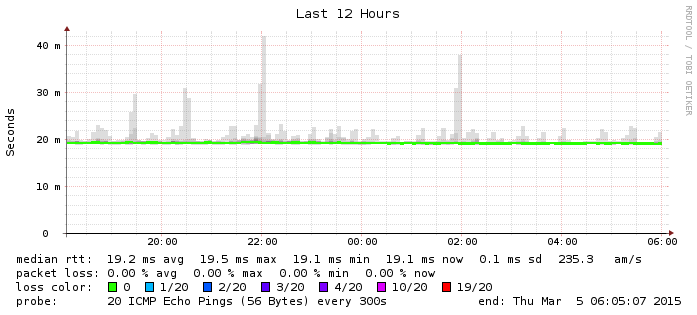 Last 12 Hours
RRDTOOL / TOBI OETIKER
Seconds
40 m
30 m
20 m
10 m
0
20:00 22:00 00:00 02:00 04:00 06:00
median rtt: 19.2 ms avg 19.5 ms max 19.1 ms min 19.1 ms now 0.1 ms sd 235.3 am/s
packet loss: 0.00 % avg 0.00 % max 0.00 % min 0.00 % now
loss color: 0 1/20 2/20 3/20 4/20 10/20 19/20
probe: 20 ICMP Echo Pings (56 Bytes) every 300s end: Thu Mar 5 06:05:07 2015